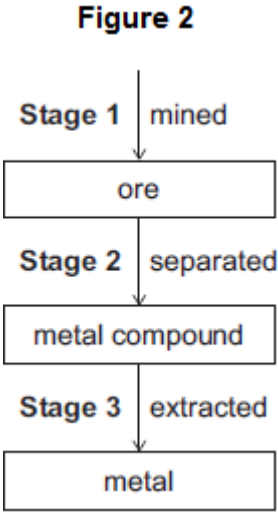 Figure 2
Stage 1 mined
ore
Stage 2 separated
metal compound
Stage 3 extracted
metal